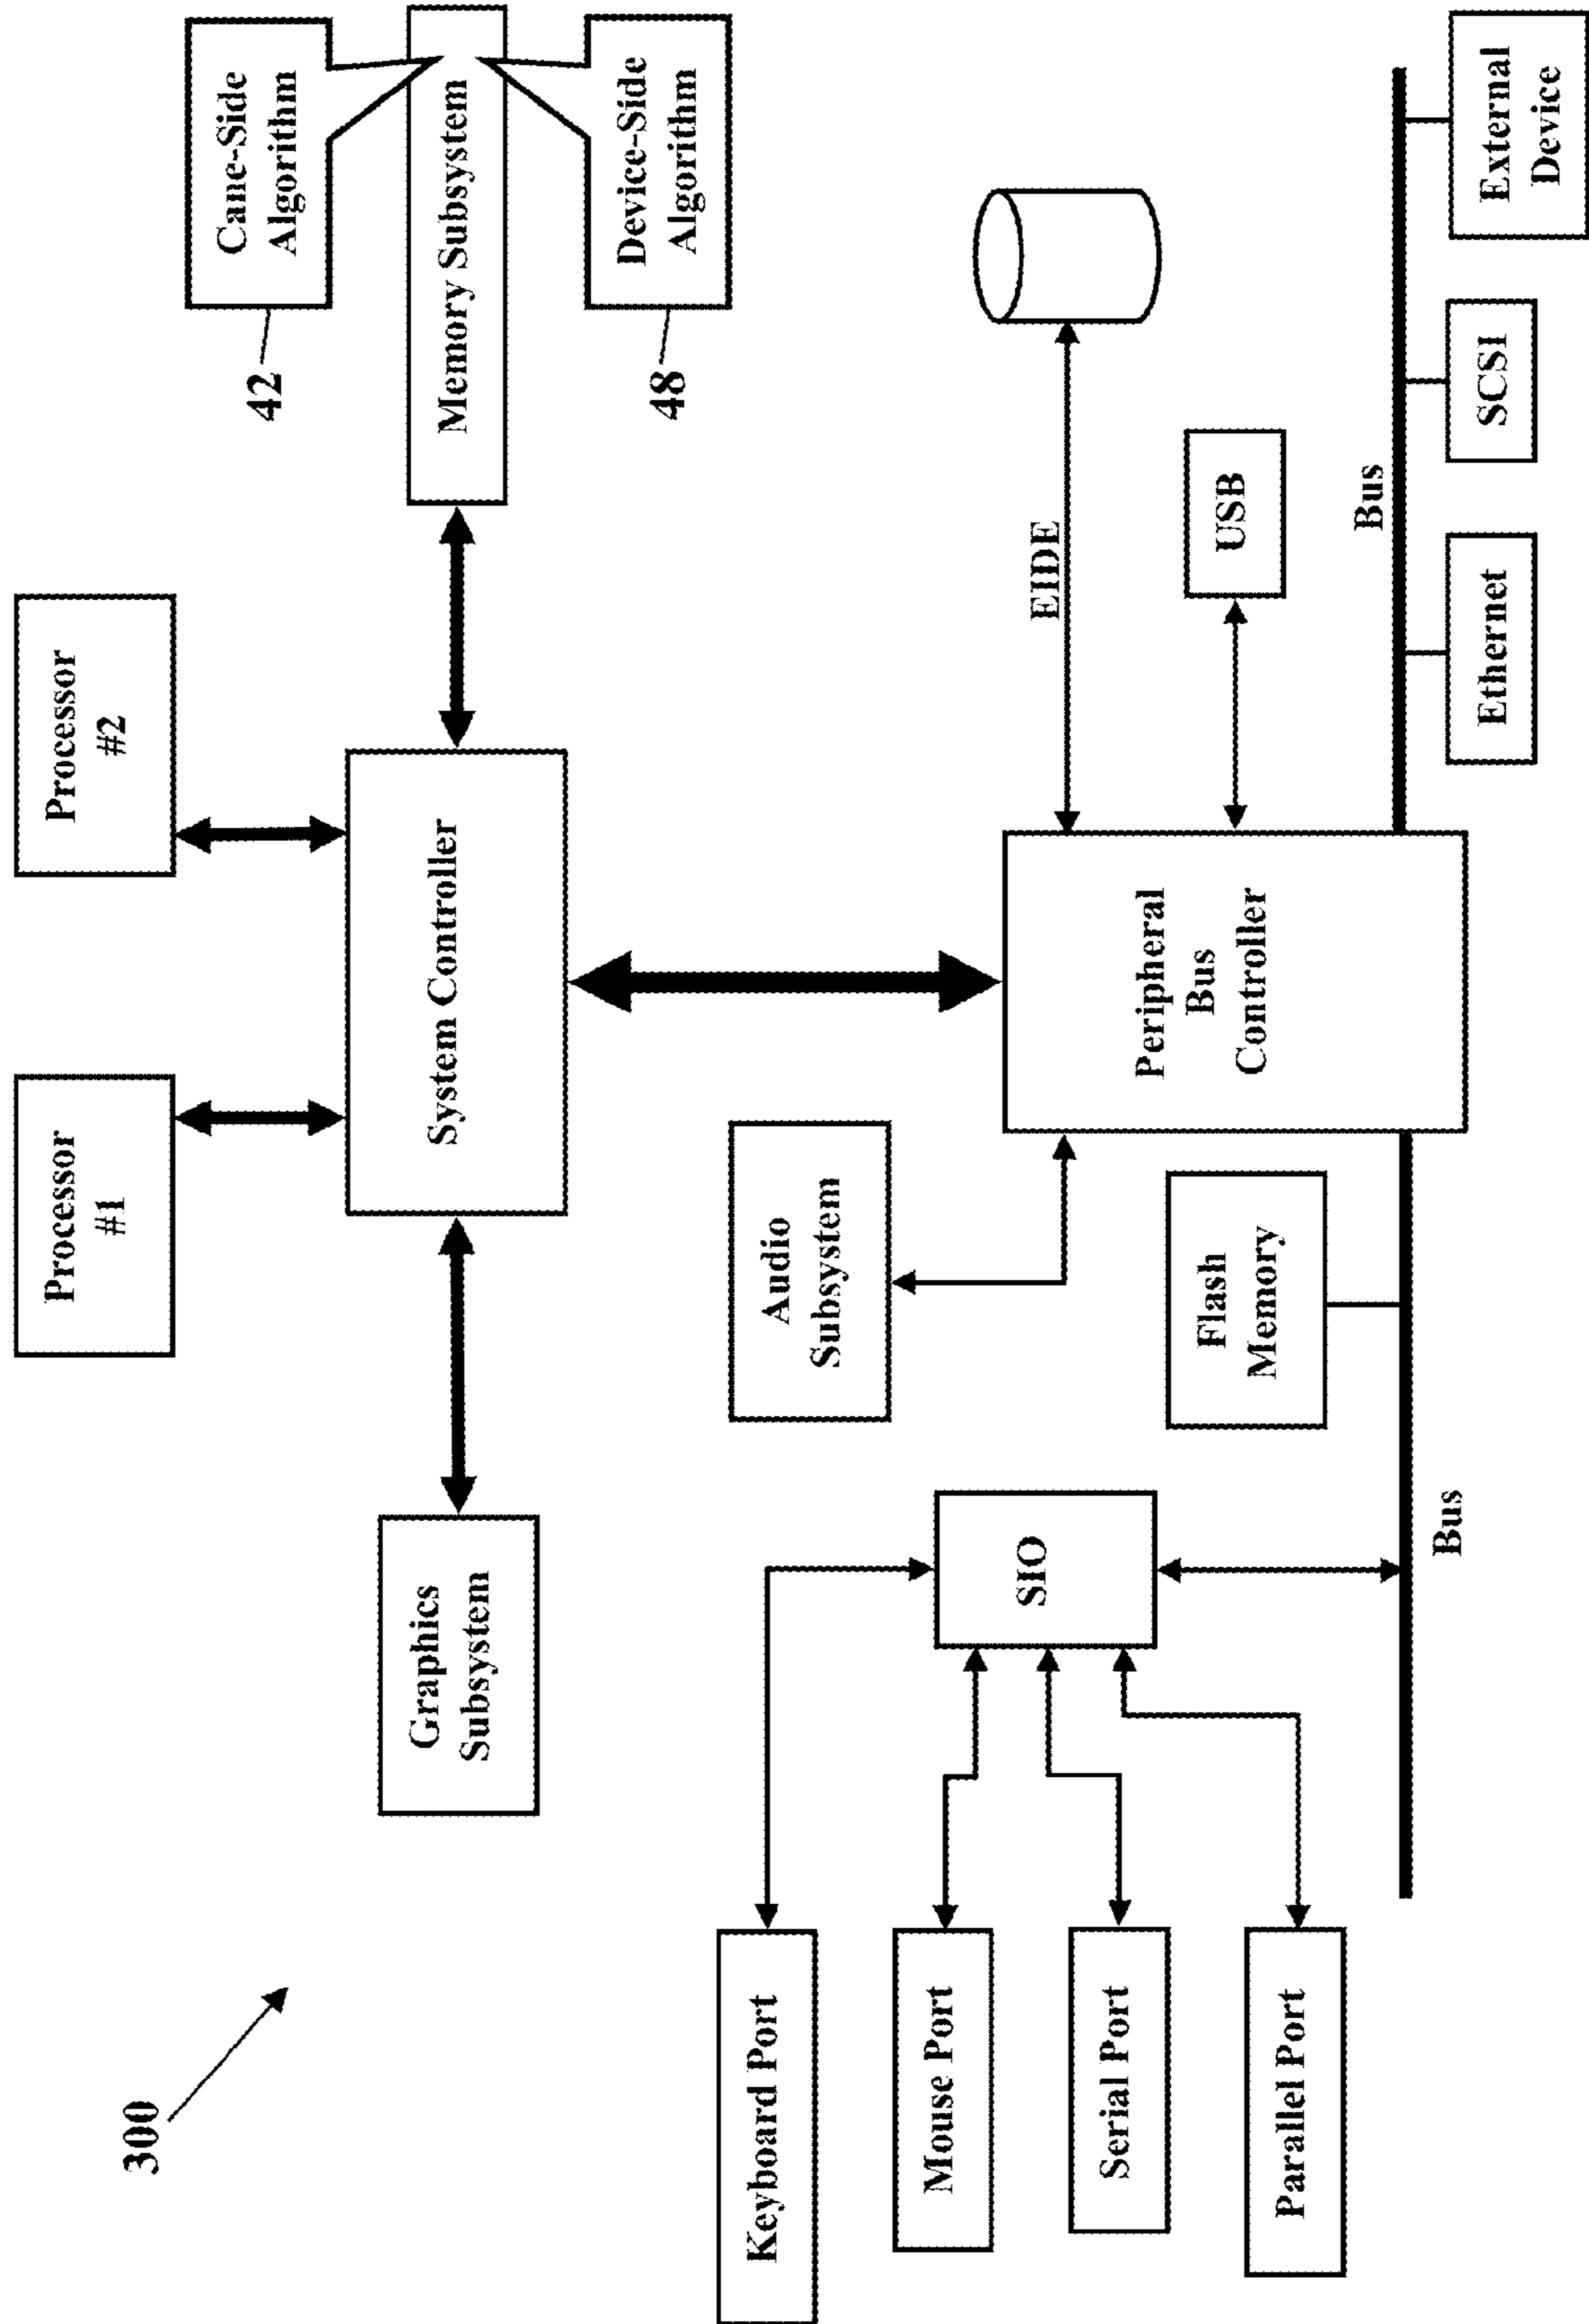 300
Processor
#1
Processor
#2
Graphics
Subsystem
System Controller
Memory Subsystem
Cane-Side
Algorithm
42
Device-Side
Algorithm
48
Keyboard Port
Mouse Port
Serial Port
Parallel Port
SIO
Audio
Subsystem
Flash
Memory
Peripheral
Bus
Controller
EIDE
USB
Bus
Bus
Ethernet
SCSI
External
Device